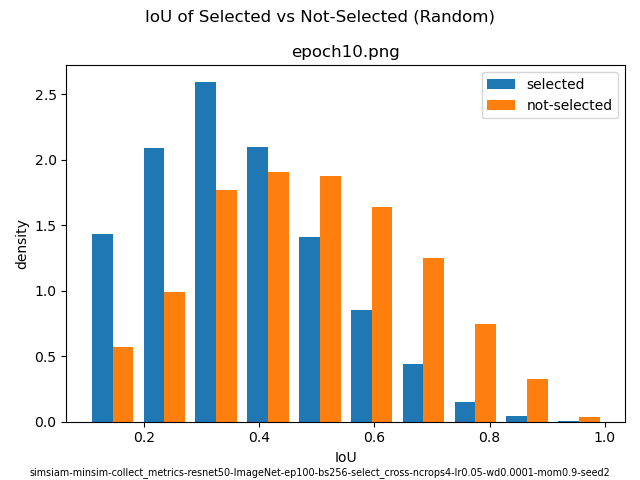 IoU of Selected vs Not-Selected (Random)
epoch10.png
selected
not-selected
2.5
2.0
1.5
1.0
0.5
0.0
density
0.2
0.4
0.6
0.8
1.0
IoU
simsiam-minsim-collect_metrics-resnet50-ImageNet-ep100-bs256-select_cross-ncrops4-lr0.05-wd0.0001-mom0.9-seed2